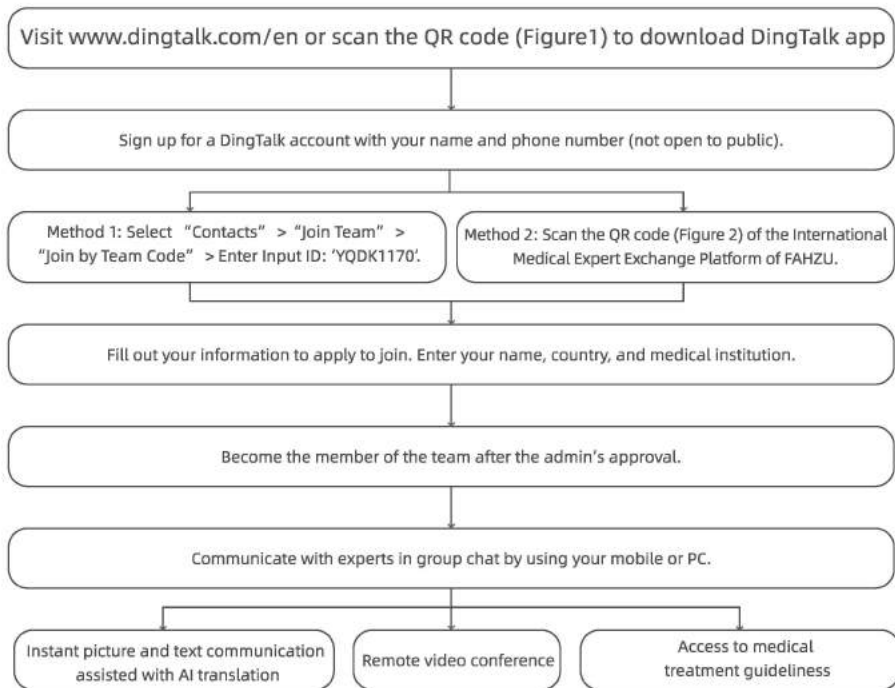 Visit www.dingtalk.com/en or scan the QR code (Figure1) to download DingTalk app
Sign up for a DingTalk account with your name and phone number (not open to public).
Method 1: Select “Contacts” > “Join Team” >
“Join by Team Code” > Enter Input ID: ‘YQDK1170’.
Method 2: Scan the QR code (Figure 2) of the International
Medical Expert Exchange Platform of FAHZU.
Fill out your information to apply to join. Enter your name, country, and medical institution.
Become the member of the team after the admin’s approval.
Communicate with experts in group chat by using your mobile or PC.
Instant picture and text communication
assisted with AI translation
Remote video conference
Access to medical
treatment guideliness